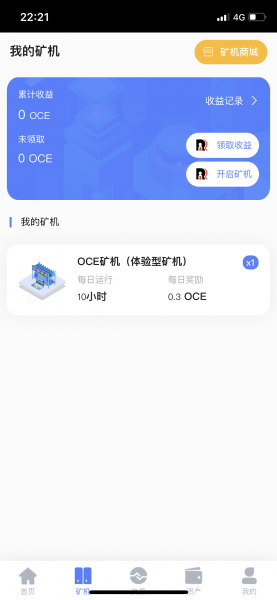 22:21
4G
我的矿机
矿机商城
累计收益
0 OCE
收益记录
未领取
0 OCE
领取收益
开启矿机
我的矿机
OCE矿机（体验型矿机）
x1
每日运行
每日奖励
10小时
0.3 OCE
首页
矿机
资产
我的